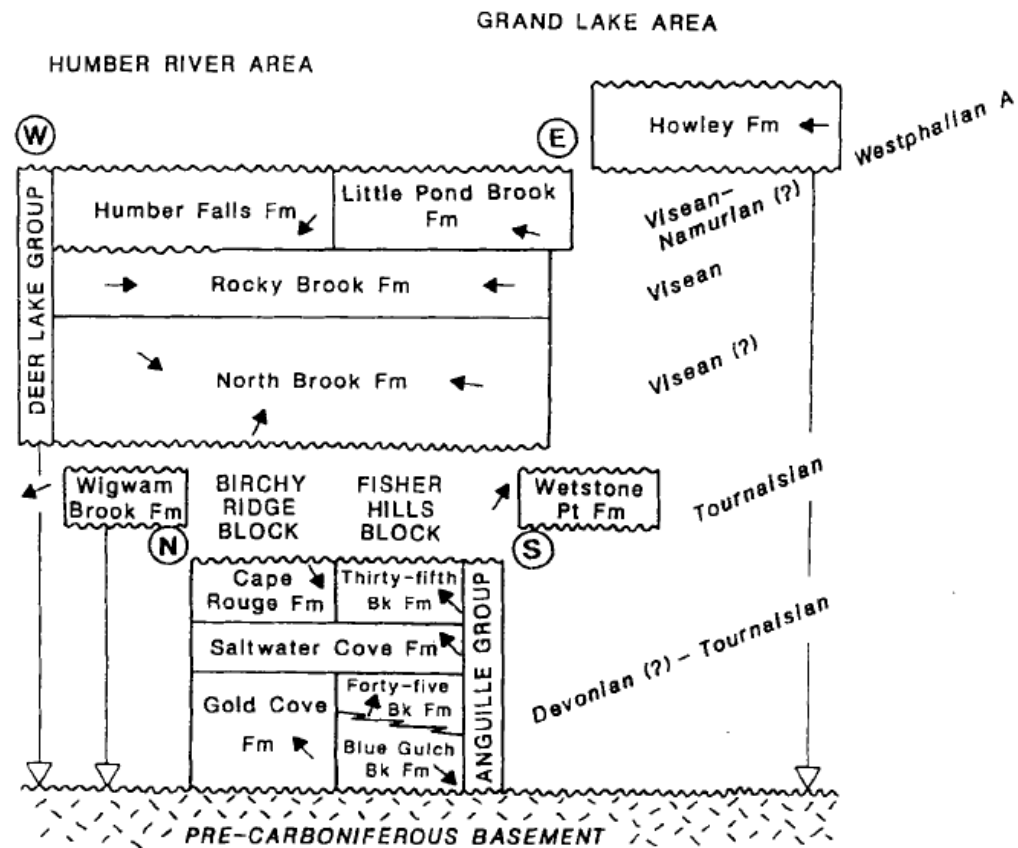 GRAND LAKE AREA
HUMBER RIVER AREA
W
E
Howley Fm
Westphalian A
Humber Falls Fm
Little Pond Brook
Fm
Visean-
Namurian (?)
DEER LAKE GROUP
Rocky Brook Fm
Visean
North Brook Fm
Visean (?)
Wigwam
Brook Fm
BIRCHY
RIDGE
BLOCK
FISHER
HILLS
BLOCK
Wetstone
Pt Fm
Tournaisian
N
S
Cape
Rouge Fm
Thirty-fifth
Bk Fm
ANGUILLE GROUP
Saltwater Cove Fm
Devonian (?) - Tournaisian
Gold Cove
Fm
Forty-five
Bk Fm
Blue Gulch
Bk Fm
PRE-CARBONIFEROUS BASEMENT